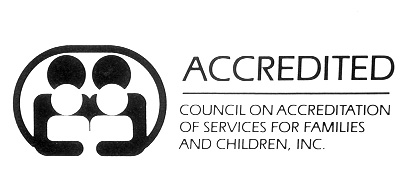 ACCREDITED
COUNCIL ON ACCREDITATION
OF SERVICES FOR FAMILIES
AND CHILDREN, INC.